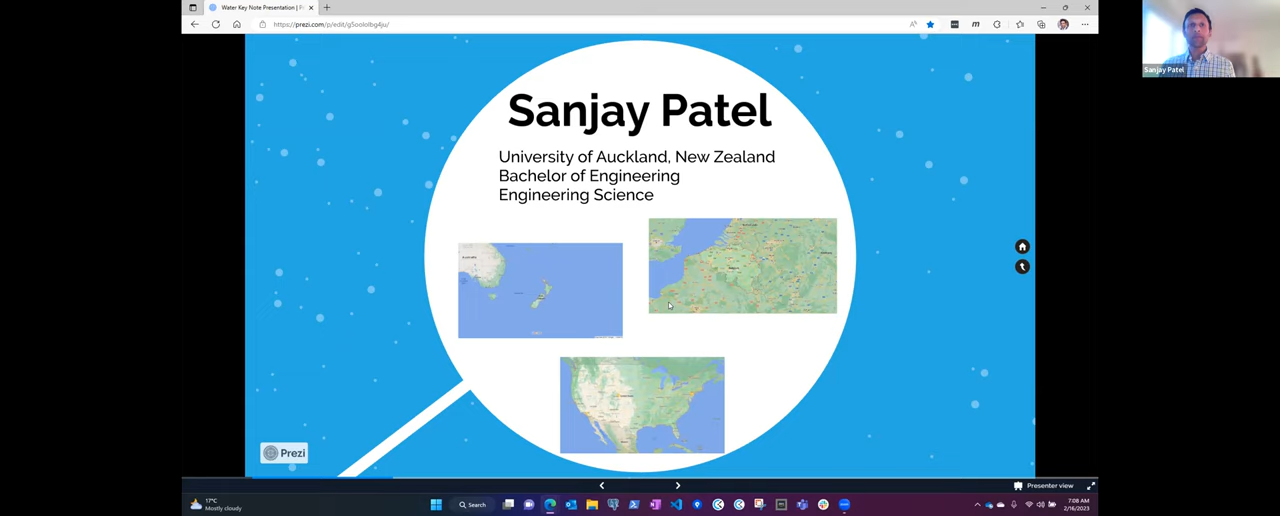 Water Key Note Presentation | P
https://prezi.com/p/edit/g5oololbg4ju/
Sanjay Patel
Sanjay Patel
University of Auckland, New Zealand
Bachelor of Engineering
Engineering Science
Prezi
Presenter view
17°C
Mostly cloudy
Search
7:08 AM
2/16/2023